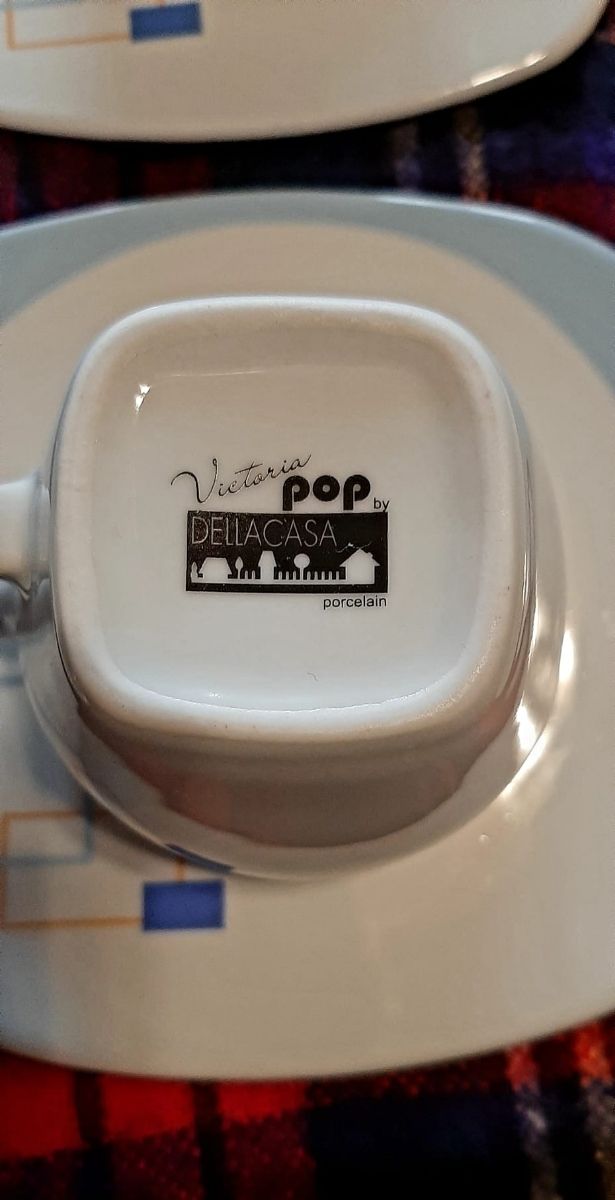 Victoria
pop by
DELLACASA
porcelain